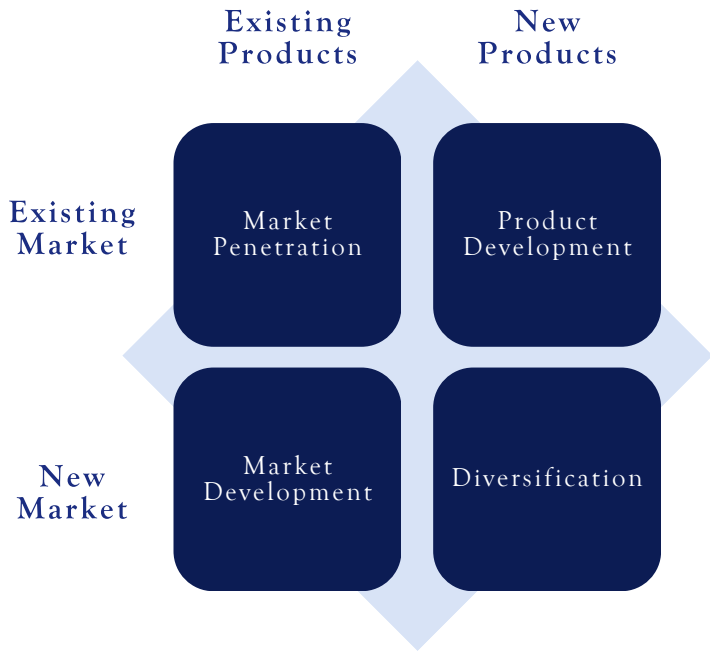 Existing
Products
New
Products
Existing
Market
Market
Penetration
Product
Development
New
Market
Market
Development
Diversification